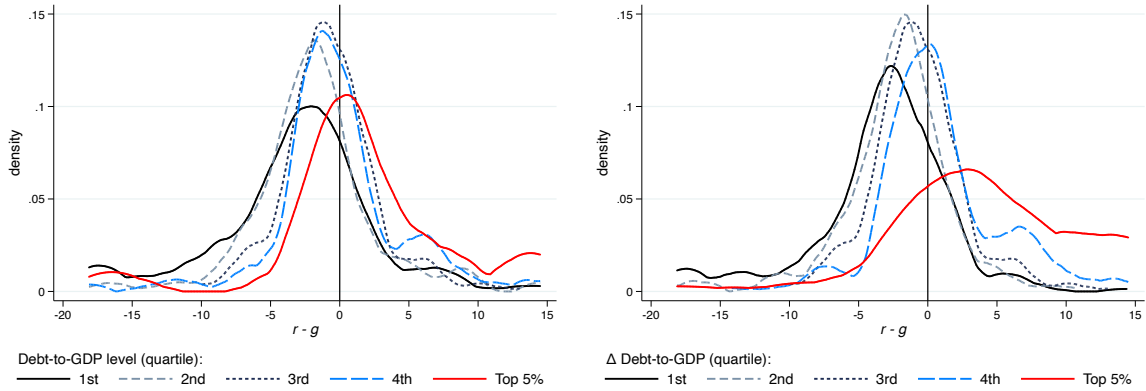 .15
.1
.05
0
density
-20 -15 -10 -5 0 5 10 15
r - g
Debt-to-GDP level (quartile):
1st 2nd 3rd 4th Top 5%
.15
.1
.05
0
density
-20 -15 -10 -5 0 5 10 15
r - g
Δ Debt-to-GDP (quartile):
1st 2nd 3rd 4th Top 5%